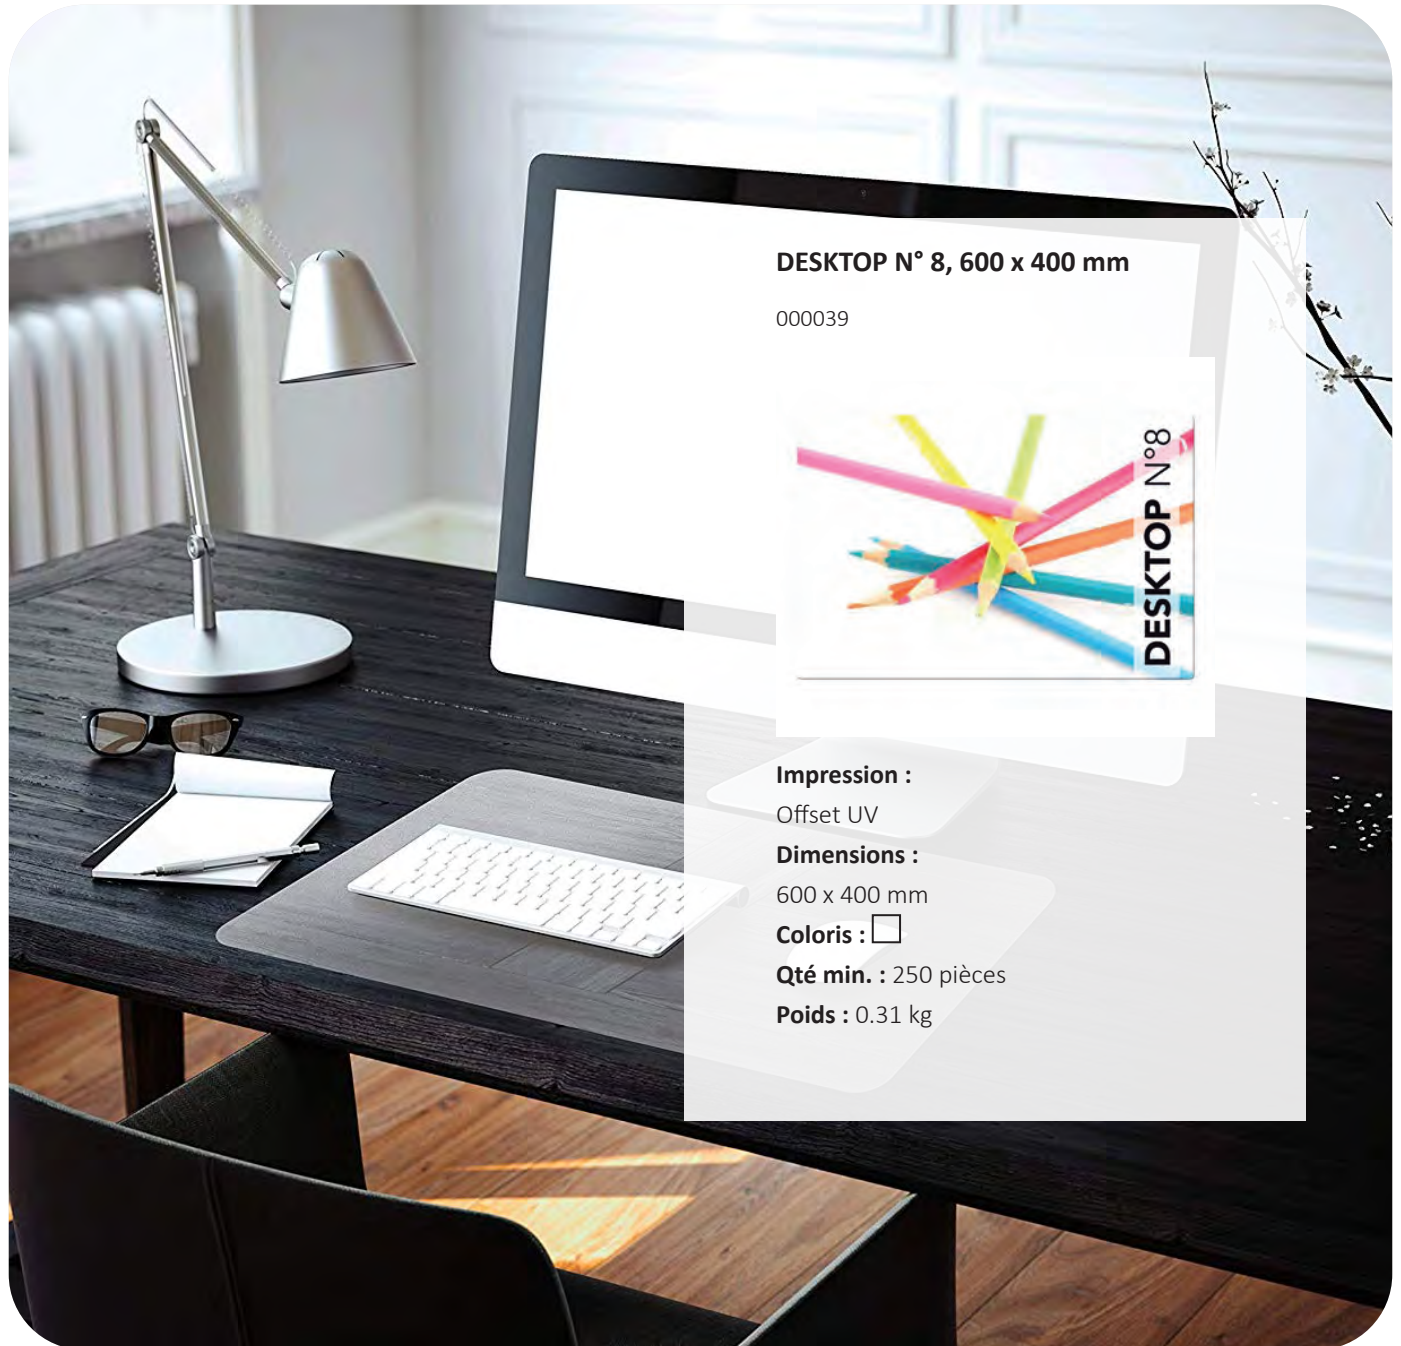 DESKTOP N° 8, 600 x 400 mm
000039
DESKTOP N°8
Impression :
Offset UV
Dimensions :
600 x 400 mm
Coloris :
Qté min. : 250 pièces
Poids : 0.31 kg